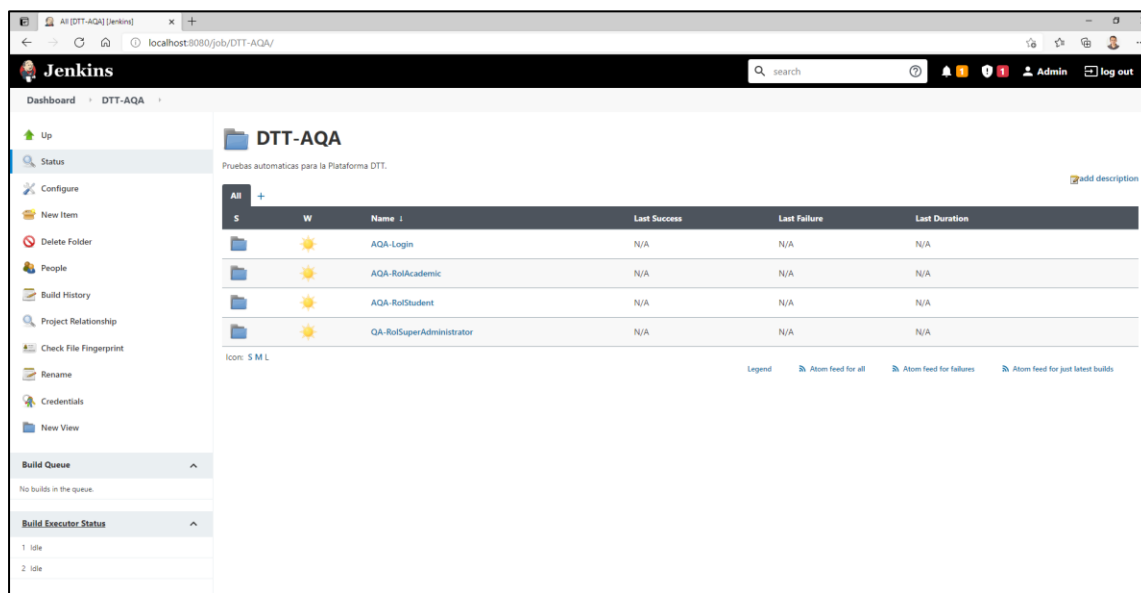 All [DTT-AQA] [Jenkins]
localhost:8080/job/DTT-AQA/
Jenkins
search
1
1
Admin
log out
Dashboard
DTT-AQA
Up
Status
Configure
New Item
Delete Folder
People
Build History
Project Relationship
Check File Fingerprint
Rename
Credentials
New View
Build Queue
No builds in the queue.
Build Executor Status
1 Idle
2 Idle
DTT-AQA
Pruebas automaticas para la Plataforma DTT.
add description
All +
S W Name ↓ Last Success Last Failure Last Duration
AQA-Login N/A N/A N/A
AQA-RolAcademic N/A N/A N/A
AQA-RolStudent N/A N/A N/A
QA-RolSuperAdministrator N/A N/A N/A
Icon: S M L
Legend Atom feed for all Atom feed for failures Atom feed for just latest builds